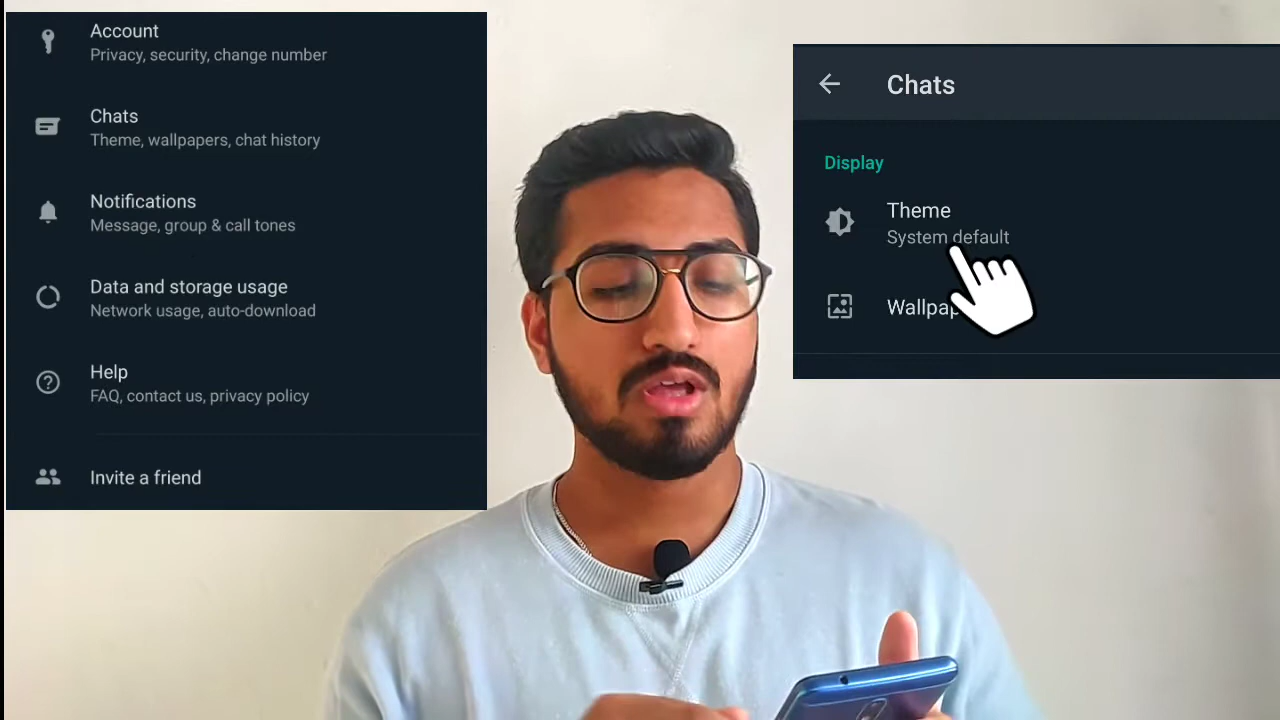 Account
Privacy, security, change number
Chats
Theme, wallpapers, chat history
Notifications
Message, group & call tones
Data and storage usage
Network usage, auto-download
Help
FAQ, contact us, privacy policy
Invite a friend
Chats
Display
Theme
System default